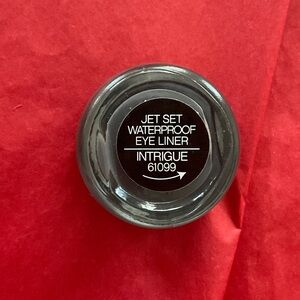 JET SET
WATERPROOF
EYE LINER
INTRIGUE
61099